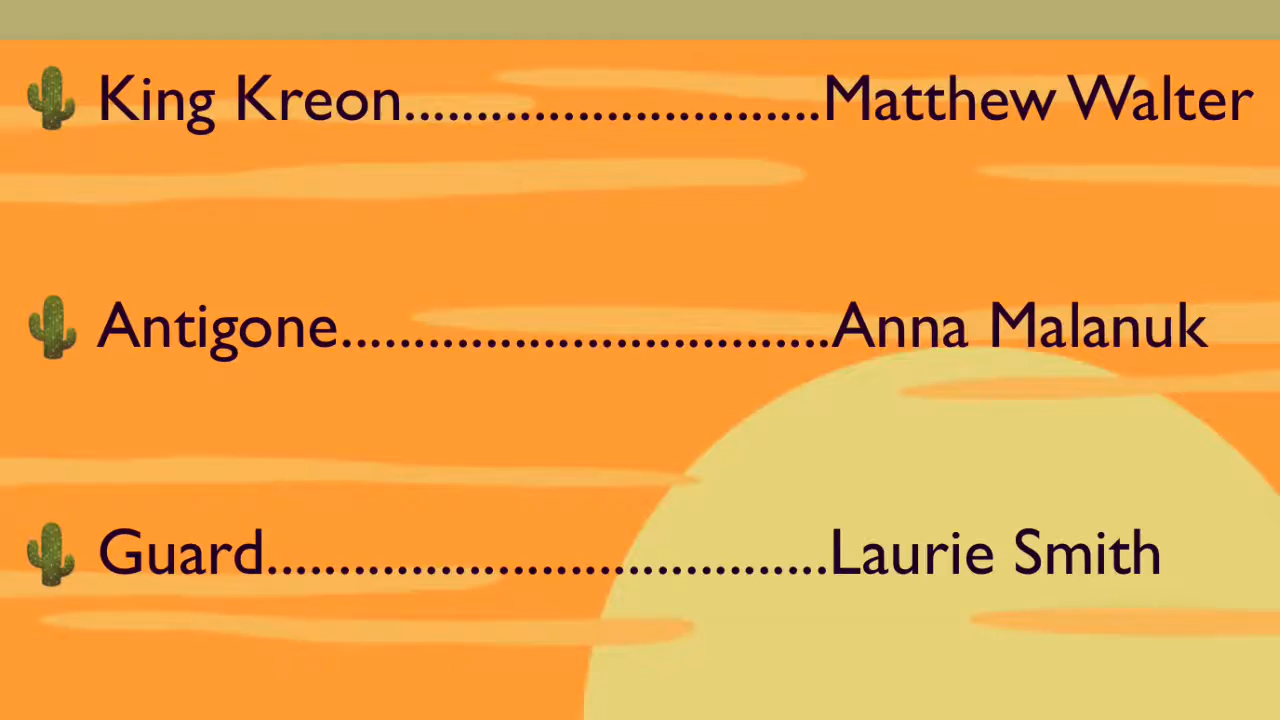 King Kreon............................Matthew Walter
Antigone..................................Anna Malanuk
Guard.......................................Laurie Smith